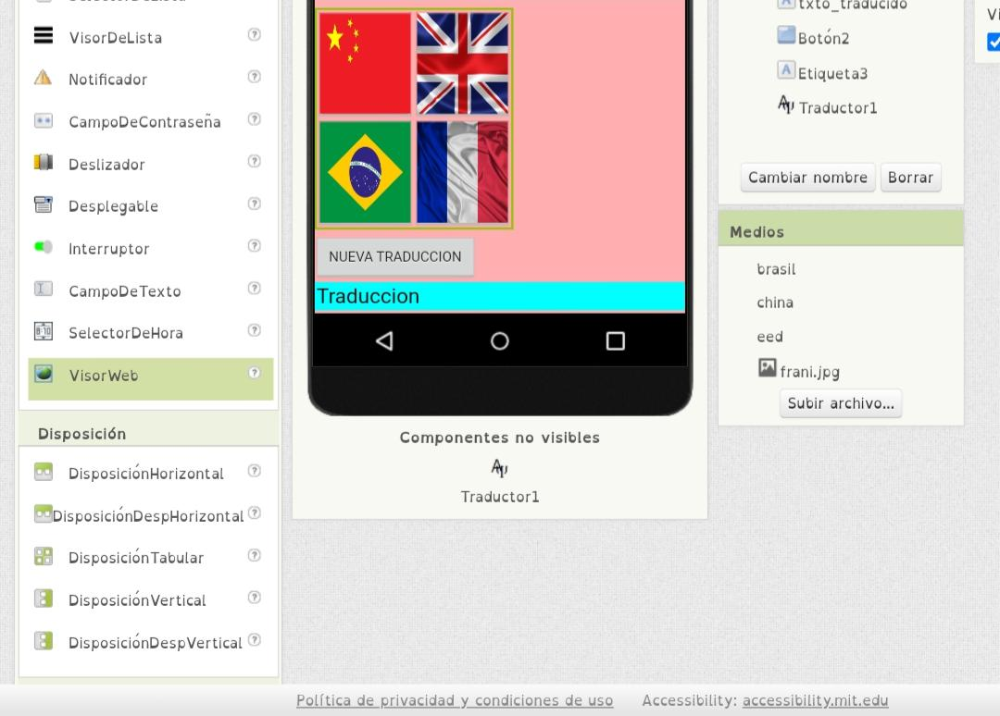 VisorDeLista
Notificador
CampoDeContraseña
Deslizador
Desplegable
Interruptor
CampoDeTexto
SelectorDeHora
VisorWeb
Disposición
DisposiciónHorizontal
DisposiciónDespHorizontal
DisposiciónTabular
DisposiciónVertical
DisposiciónDespVertical
NUEVA TRADUCCION
Traduccion
Componentes no visibles
Traductor1
txto_traducido
Botón2
Etiqueta3
Traductor1
Cambiar nombre
Borrar
Medios
brasil
china
eed
frani.jpg
Subir archivo...
Política de privacidad y condiciones de uso
Accessibility: accessibility.mit.edu